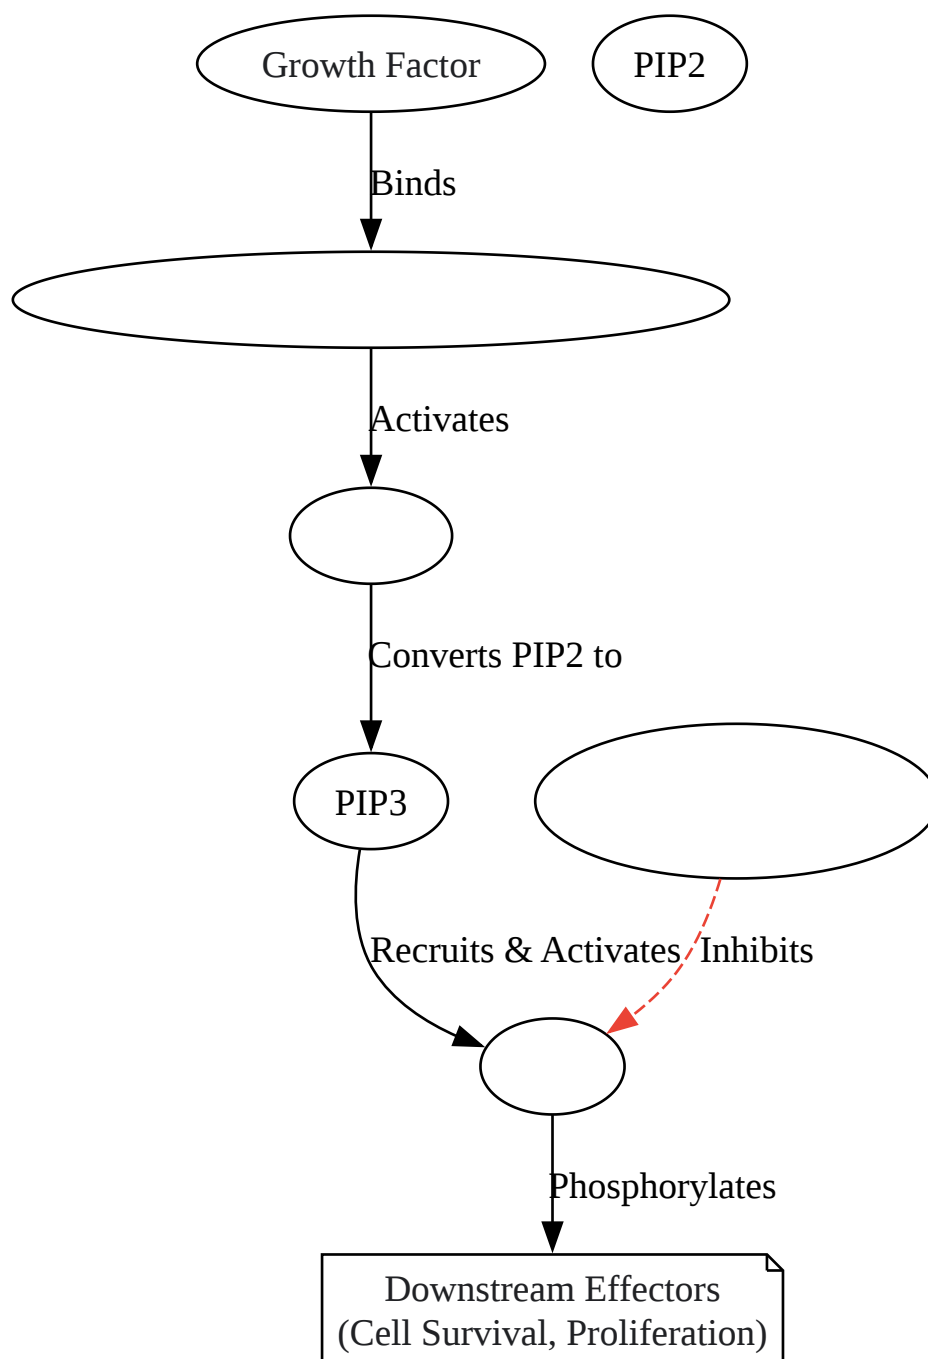 Growth Factor
PIP2
Binds
Activates
Converts PIP2 to
PIP3
Recruits & Activates
Inhibits
Phosphorylates
Downstream Effectors
(Cell Survival, Proliferation)